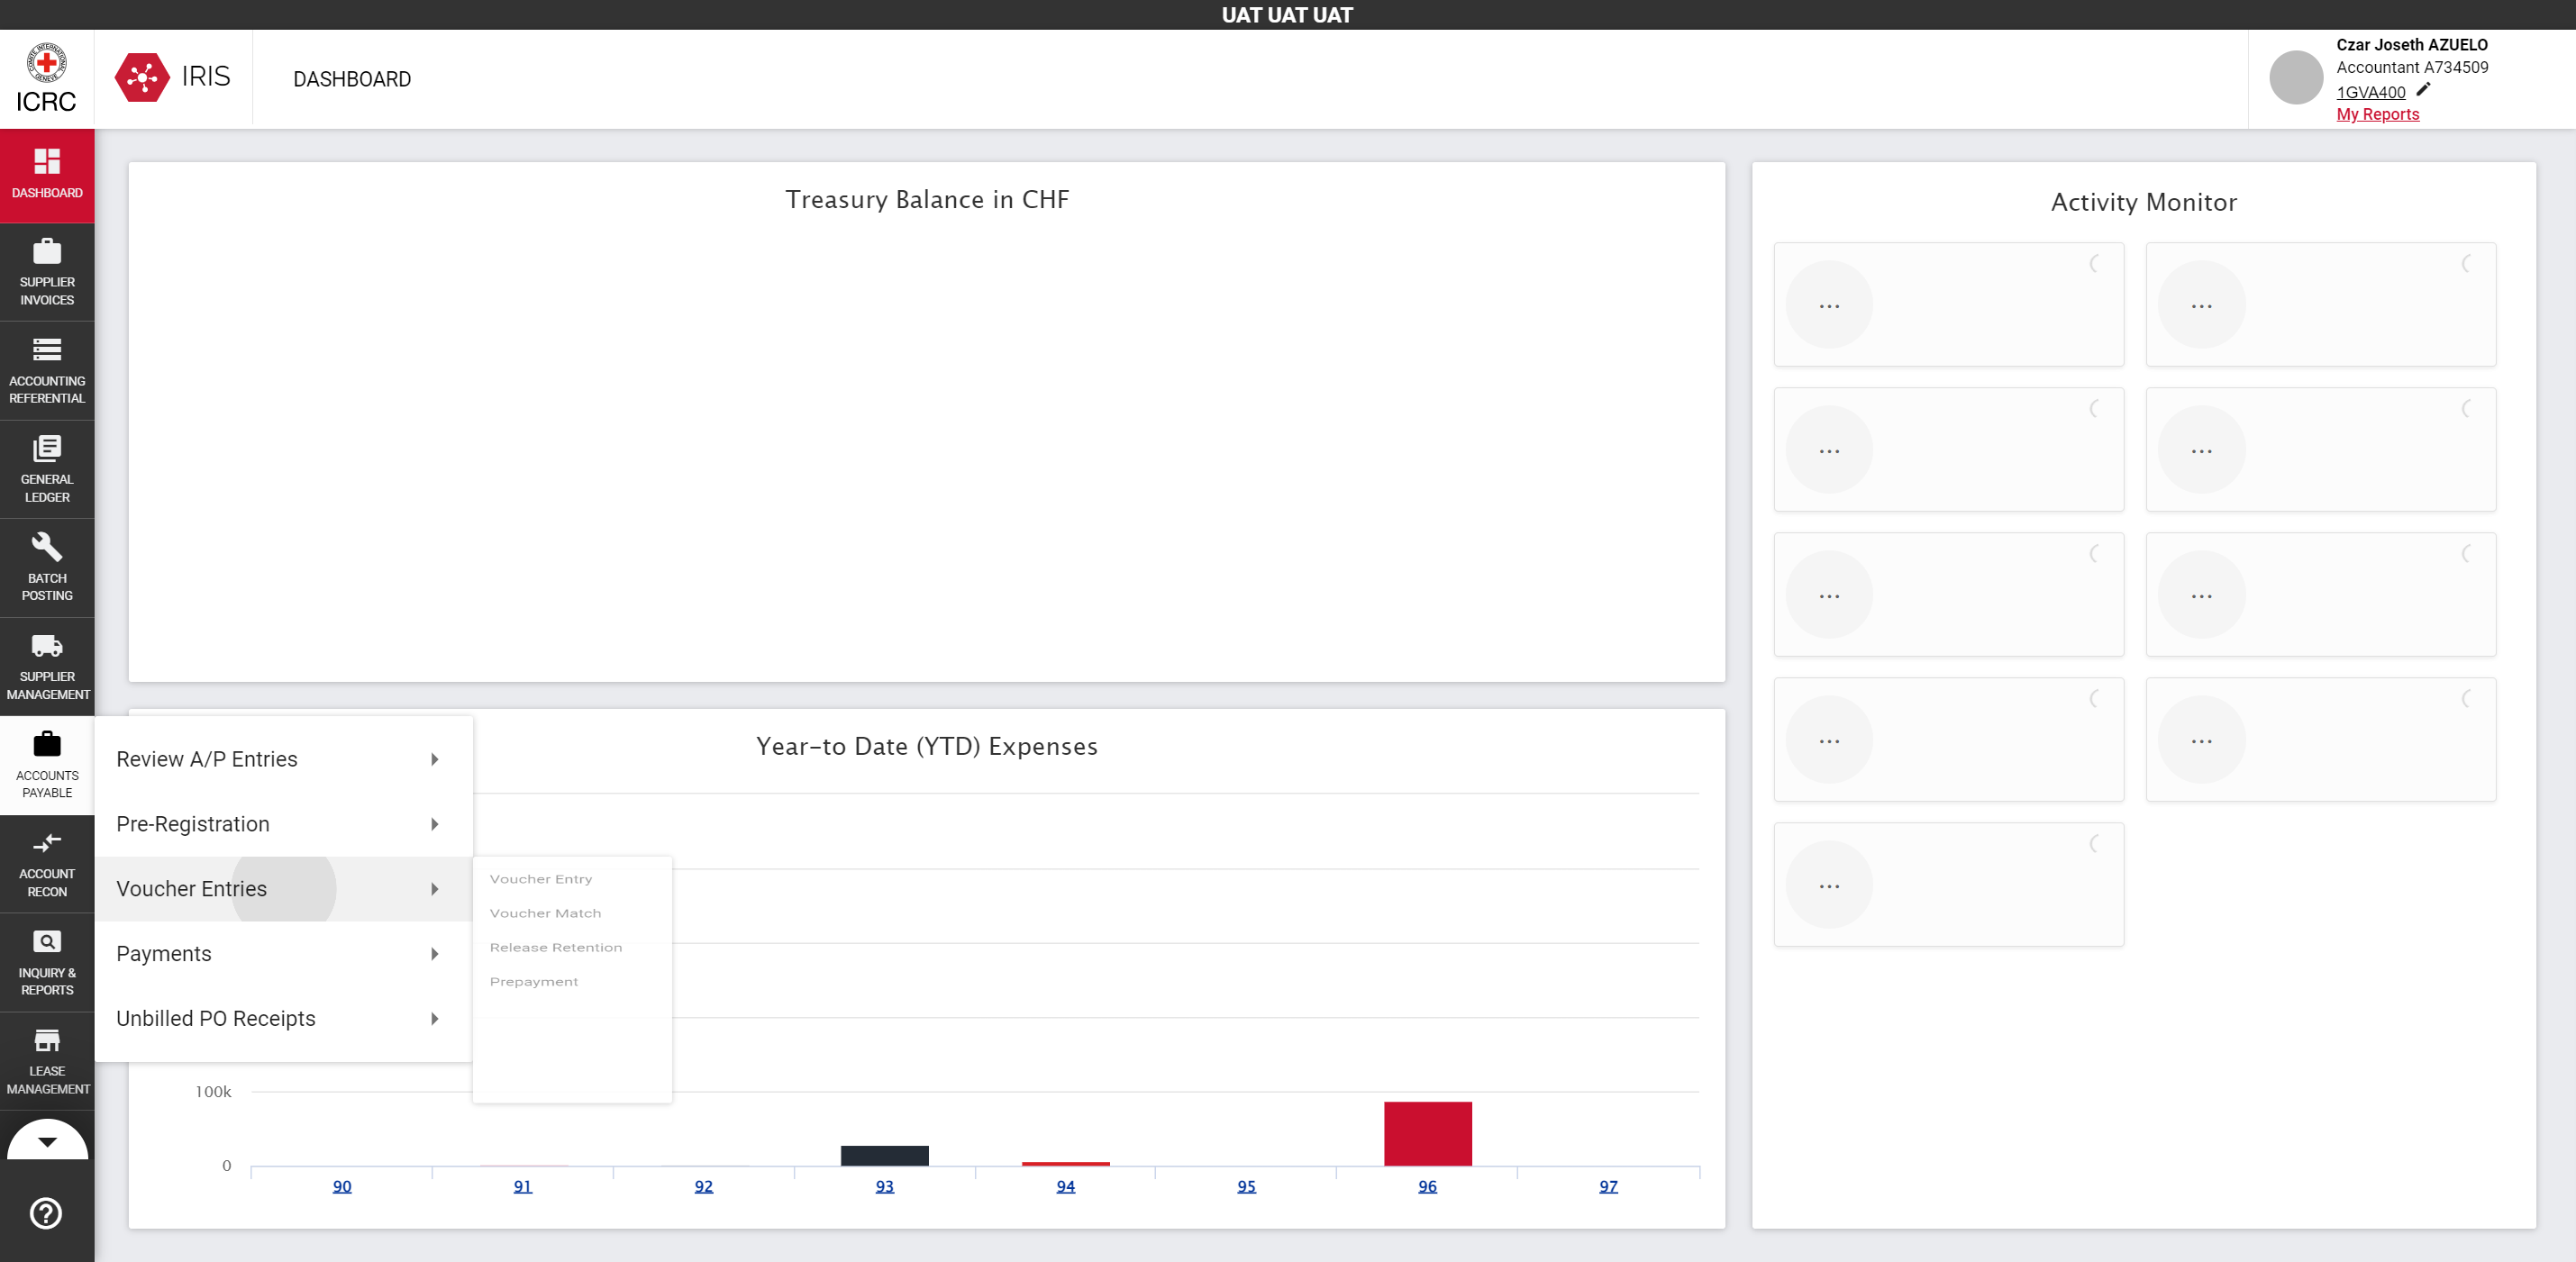 UAT UAT UAT
ICRC
IRIS
DASHBOARD
Czar Joseth AZUELO
Accountant A734509
1GVA400
My Reports
DASHBOARD
SUPPLIER
INVOICES
ACCOUNTING
REFERENTIAL
GENERAL
LEDGER
BATCH
POSTING
SUPPLIER
MANAGEMENT
ACCOUNTS
PAYABLE
ACCOUNT
RECON
INQUIRY &
REPORTS
LEASE
MANAGEMENT
Review A/P Entries
Pre-Registration
Voucher Entries
Payments
Unbilled PO Receipts
Voucher Entry
Voucher Match
Release Retention
Prepayment
Treasury Balance in CHF
Year-to Date (YTD) Expenses
100k
0
90 91 92 93 94 95 96 97
Activity Monitor
... ...
... ...
... ...
... ...
...